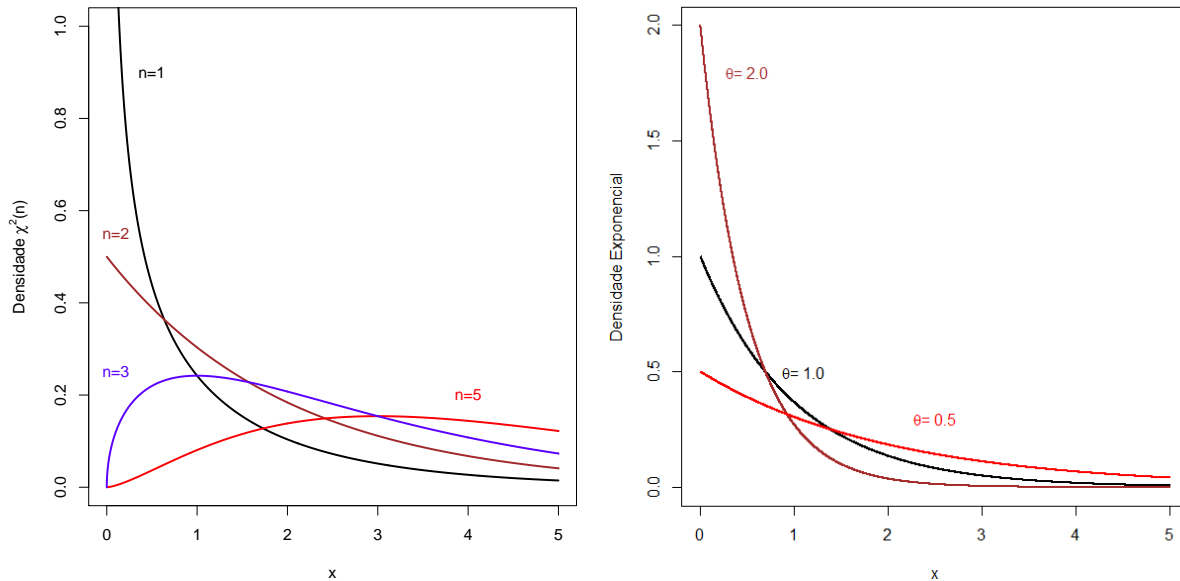 Densidade χ²(n)
1.0
0.8
0.6
0.4
0.2
0.0
n=1
n=2
n=3
n=5
0 1 2 3 4 5
x
Densidade Exponencial
2.0
1.5
1.0
0.5
0.0
θ= 2.0
θ= 1.0
θ= 0.5
0 1 2 3 4 5
x